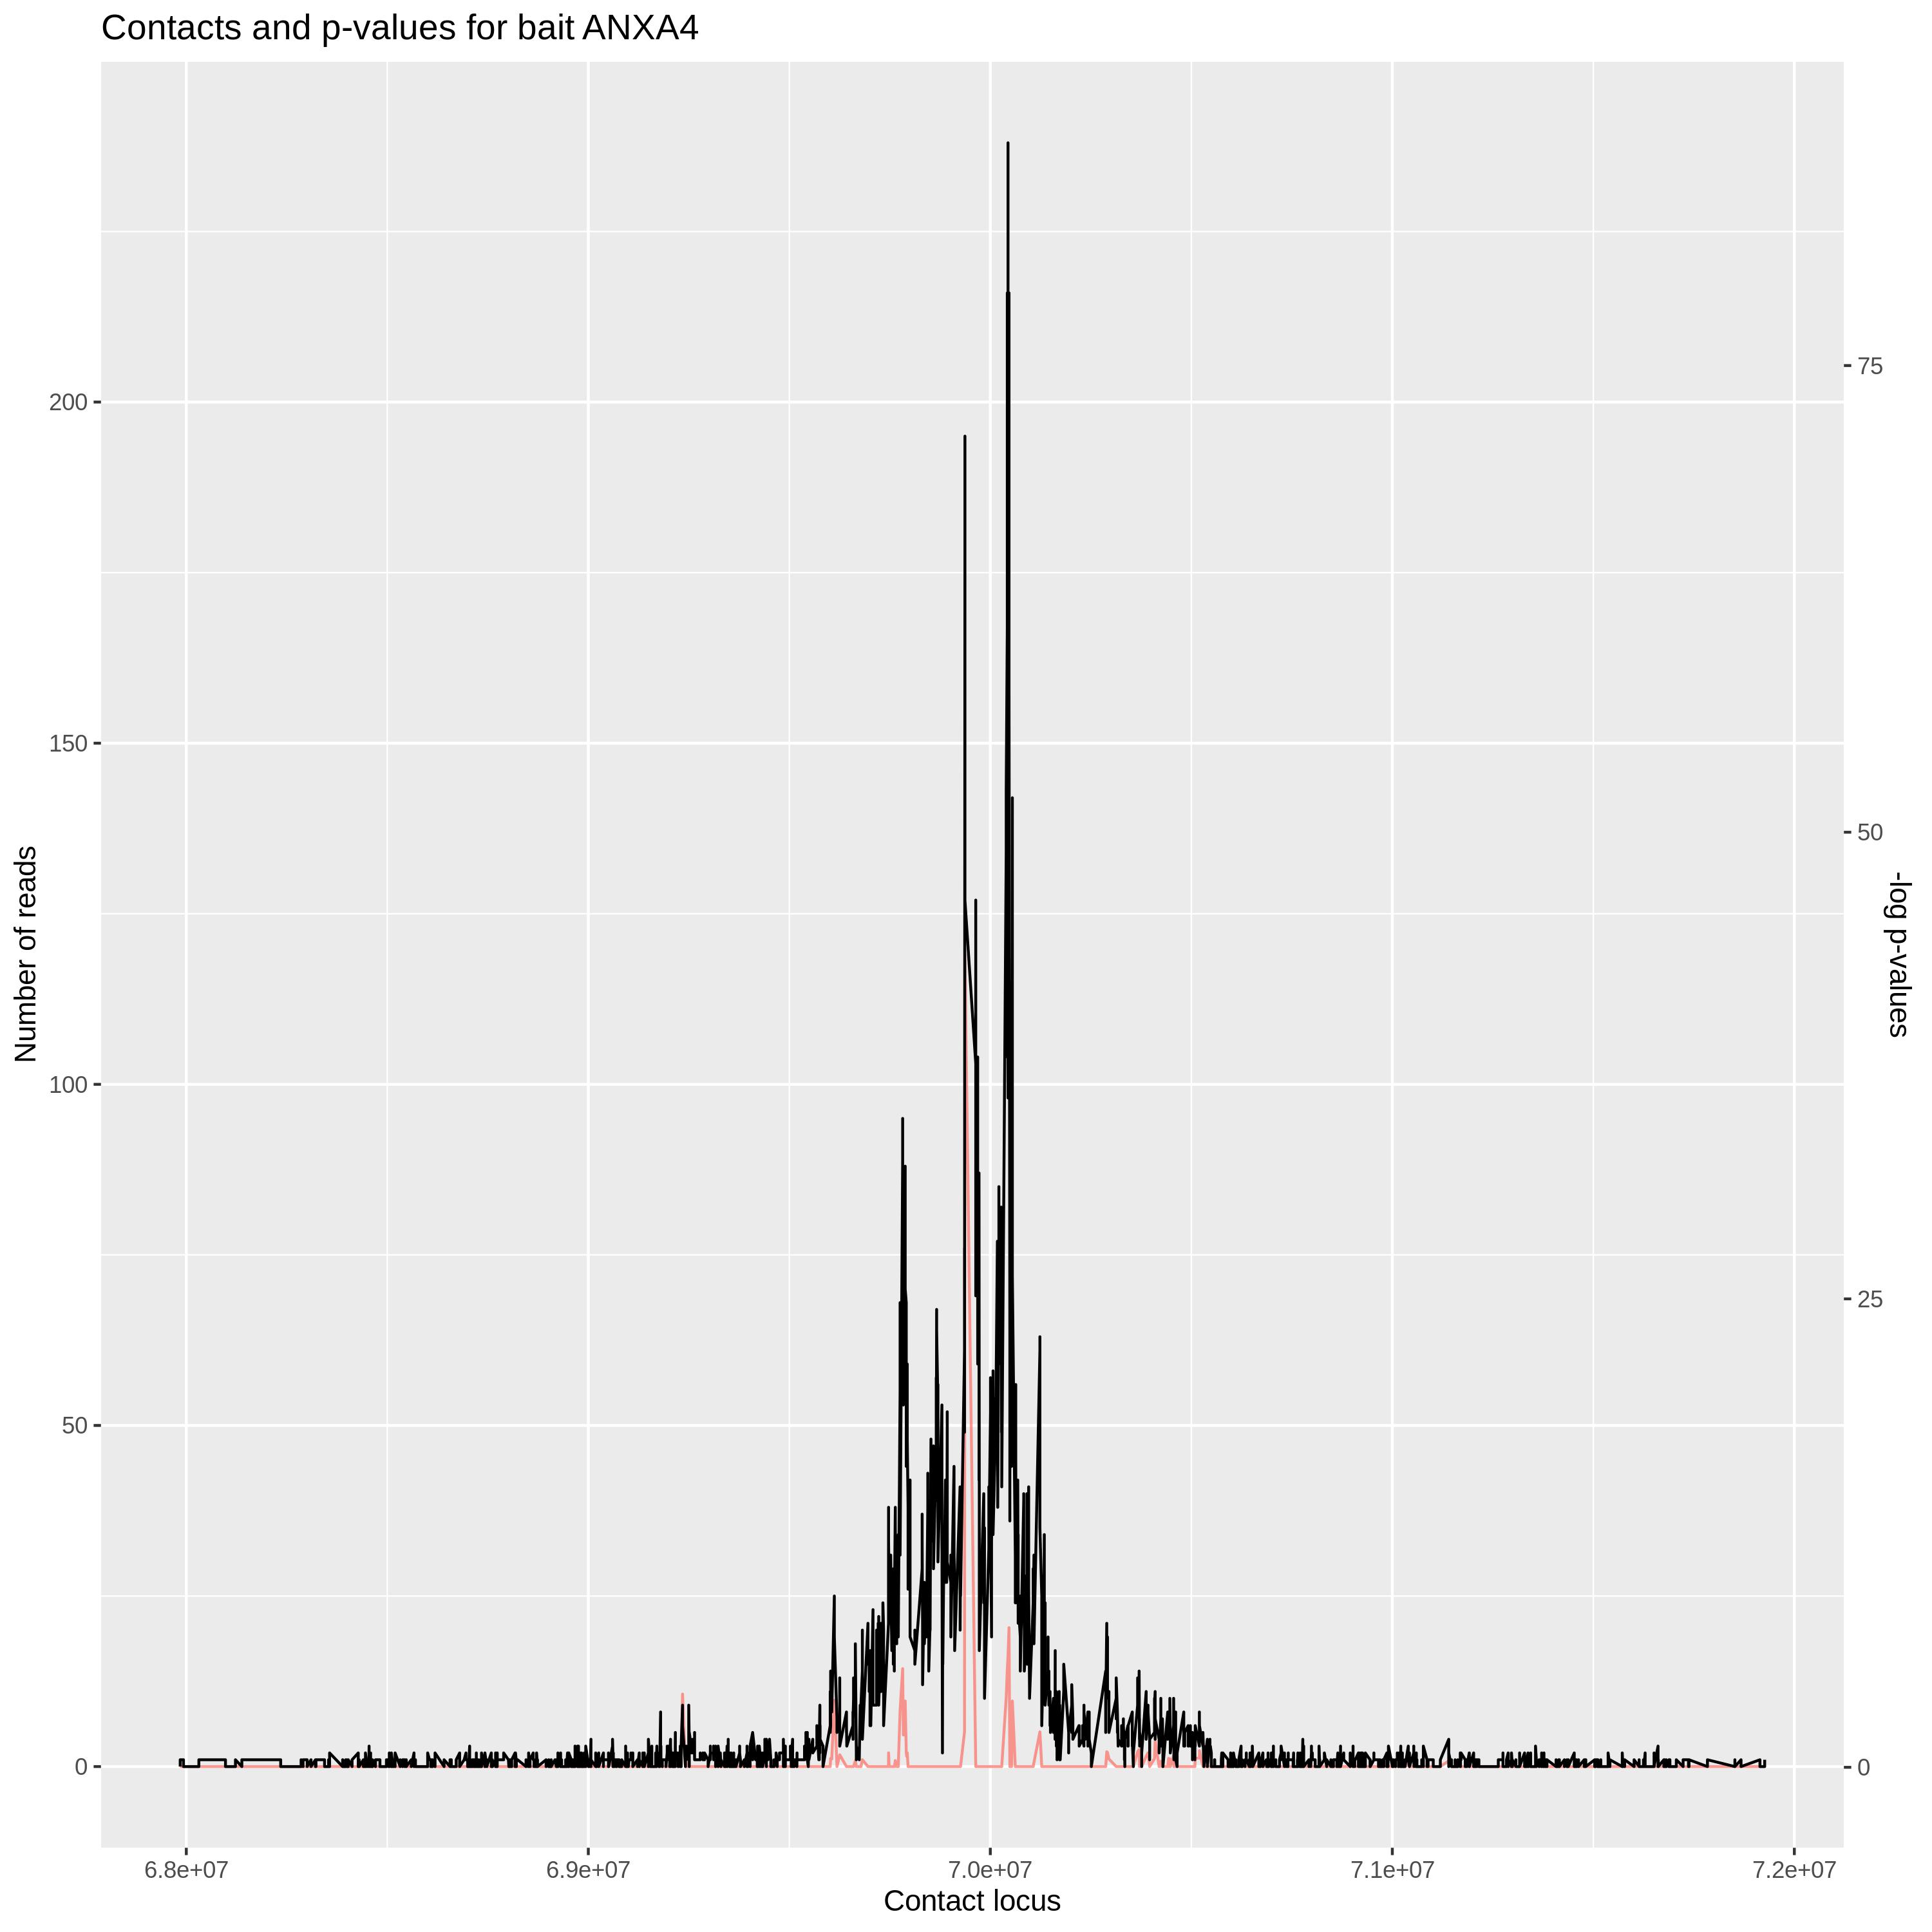 Contacts and p-values for bait ANXA4
200
150
100
50
0
Number of reads
75
50
25
0
-log p-values
6.8e+07 6.9e+07 7.0e+07 7.1e+07 7.2e+07
Contact locus